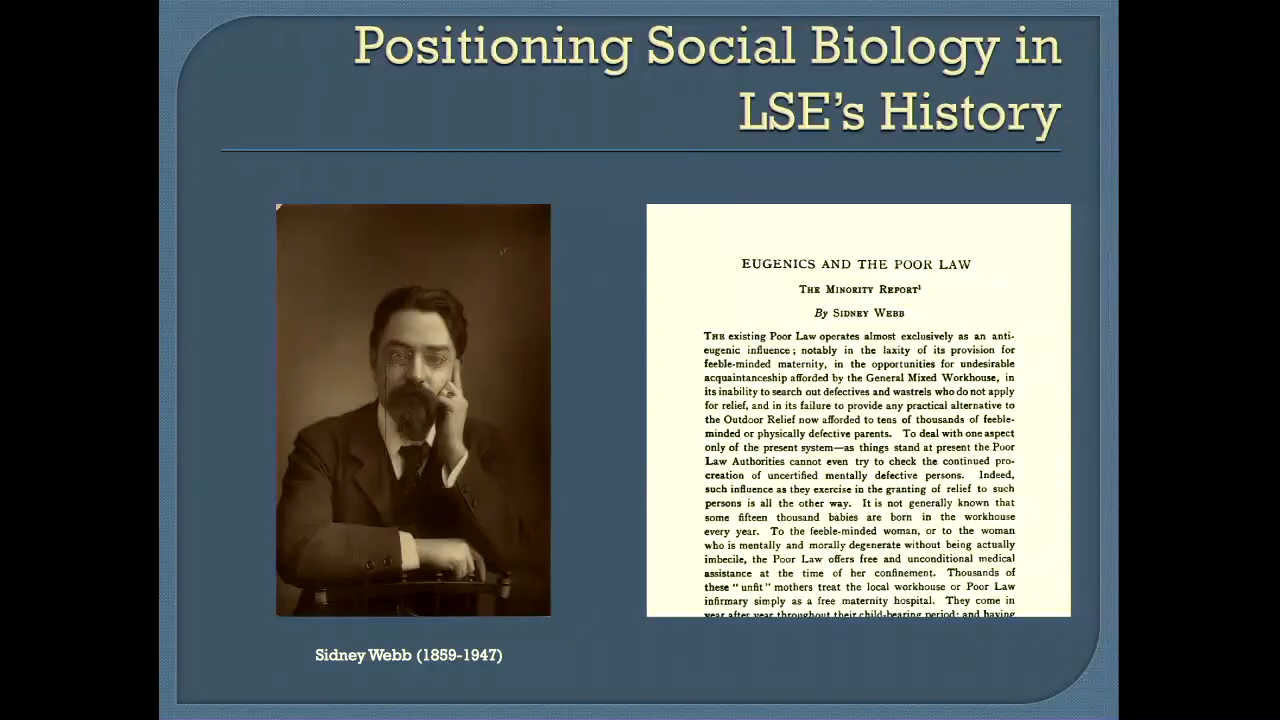 Positioning Social Biology in
LSE's History
EUGENICS AND THE POOR LAW
THE MINORITY REPORT¹
By SIDNEY WEBB
THE existing Poor Law operates almost exclusively as an anti-
eugenic influence; notably in the laxity of its provision for
feeble-minded maternity, in the opportunities for undesirable
acquaintanceship afforded by the General Mixed Workhouse, in
its inability to search out defectives and wastrels who do not apply
for relief, and in its failure to provide any practical alternative to
the Outdoor Relief now afforded to tens of thousands of feeble-
minded or physically defective parents. To deal with one aspect
only of the present system—as things stand at present the Poor
Law Authorities cannot even try to check the continued pro-
creation of uncertified mentally defective persons. Indeed,
such influence as they exercise in the granting of relief to such
persons is all the other way. It is not generally known that
some fifteen thousand babies are born in the workhouse
every year. To the feeble-minded woman, or to the woman
who is mentally and morally degenerate without being actually
imbecile, the Poor Law offers free and unconditional medical
assistance at the time of her confinement. Thousands of
these "unfit" mothers treat the local workhouse or Poor Law
infirmary simply as a free maternity hospital. They come in
year after year throughout their child-bearing period; and having
Sidney Webb (1859-1947)